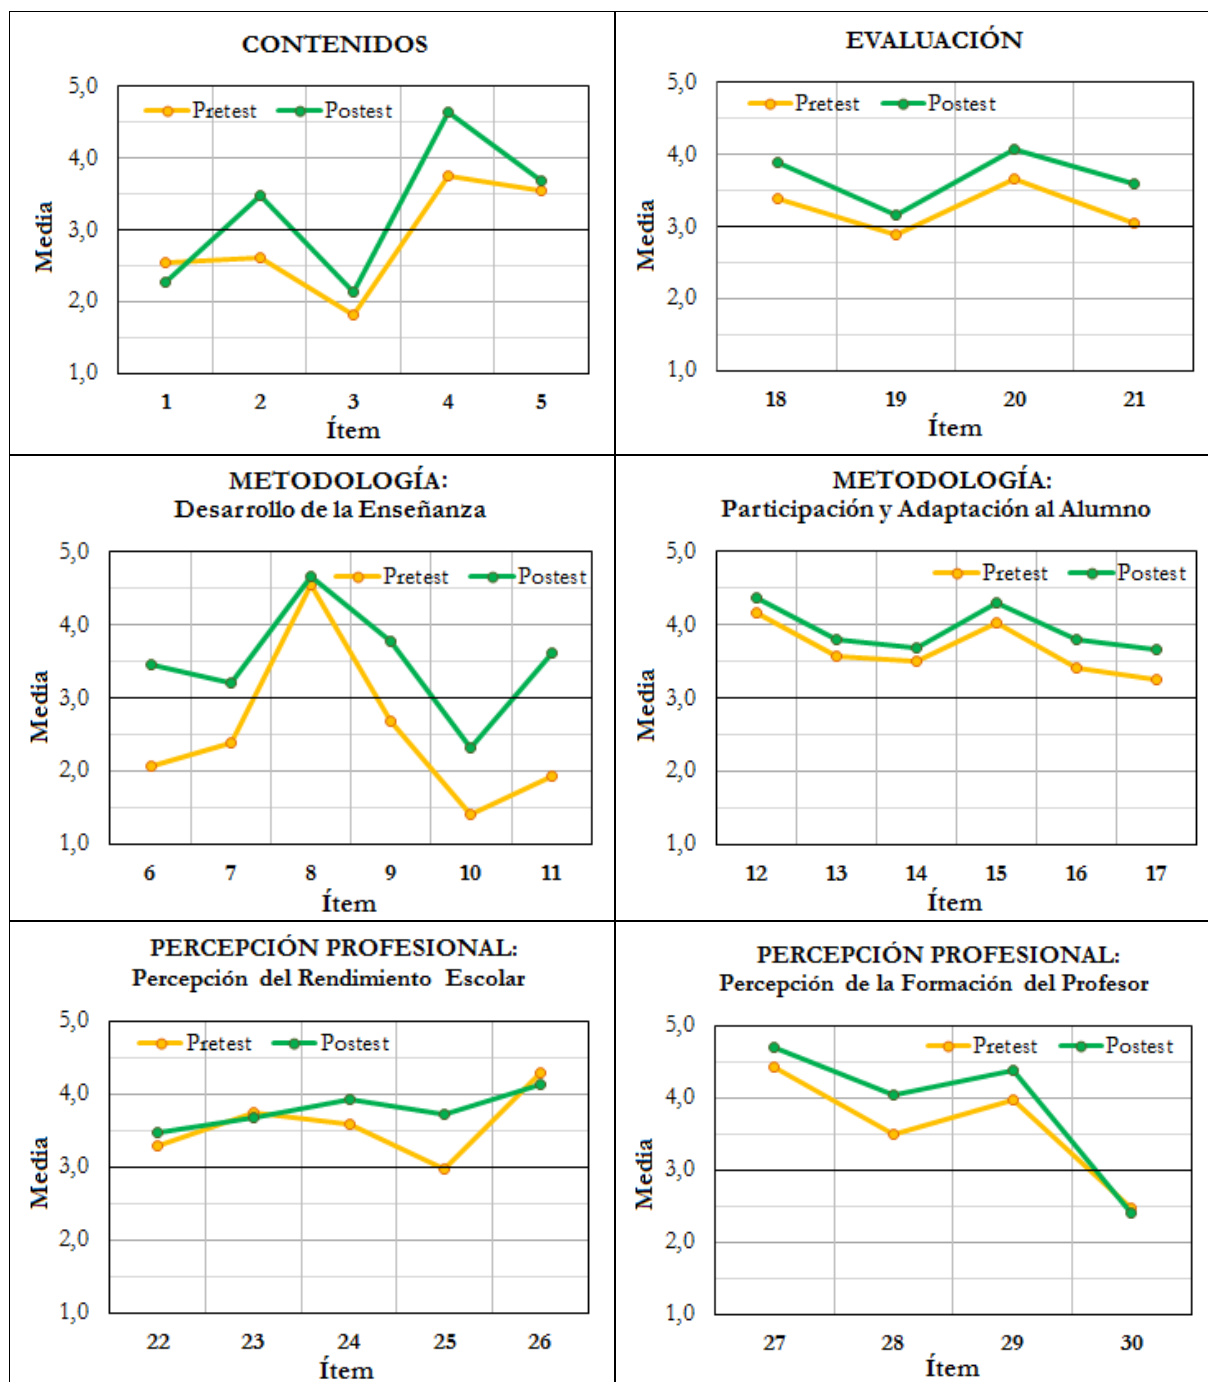 CONTENIDOS
5,0
4,0
3,0
2,0
1,0
Pretest Postest
Media
1 2 3 4 5
Ítem
EVALUACIÓN
5,0
4,0
3,0
2,0
1,0
Pretest Postest
Media
18 19 20 21
Ítem
METODOLOGÍA:
Desarrollo de la Enseñanza
5,0
4,0
3,0
2,0
1,0
Pretest Postest
Media
6 7 8 9 10 11
Ítem
METODOLOGÍA:
Participación y Adaptación al Alumno
5,0
4,0
3,0
2,0
1,0
Pretest Postest
Media
12 13 14 15 16 17
Ítem
PERCEPCIÓN PROFESIONAL:
Percepción del Rendimiento Escolar
5,0
4,0
3,0
2,0
1,0
Pretest Postest
Media
22 23 24 25 26
Ítem
PERCEPCIÓN PROFESIONAL:
Percepción de la Formación del Profesor
5,0
4,0
3,0
2,0
1,0
Pretest Postest
Media
27 28 29 30
Ítem